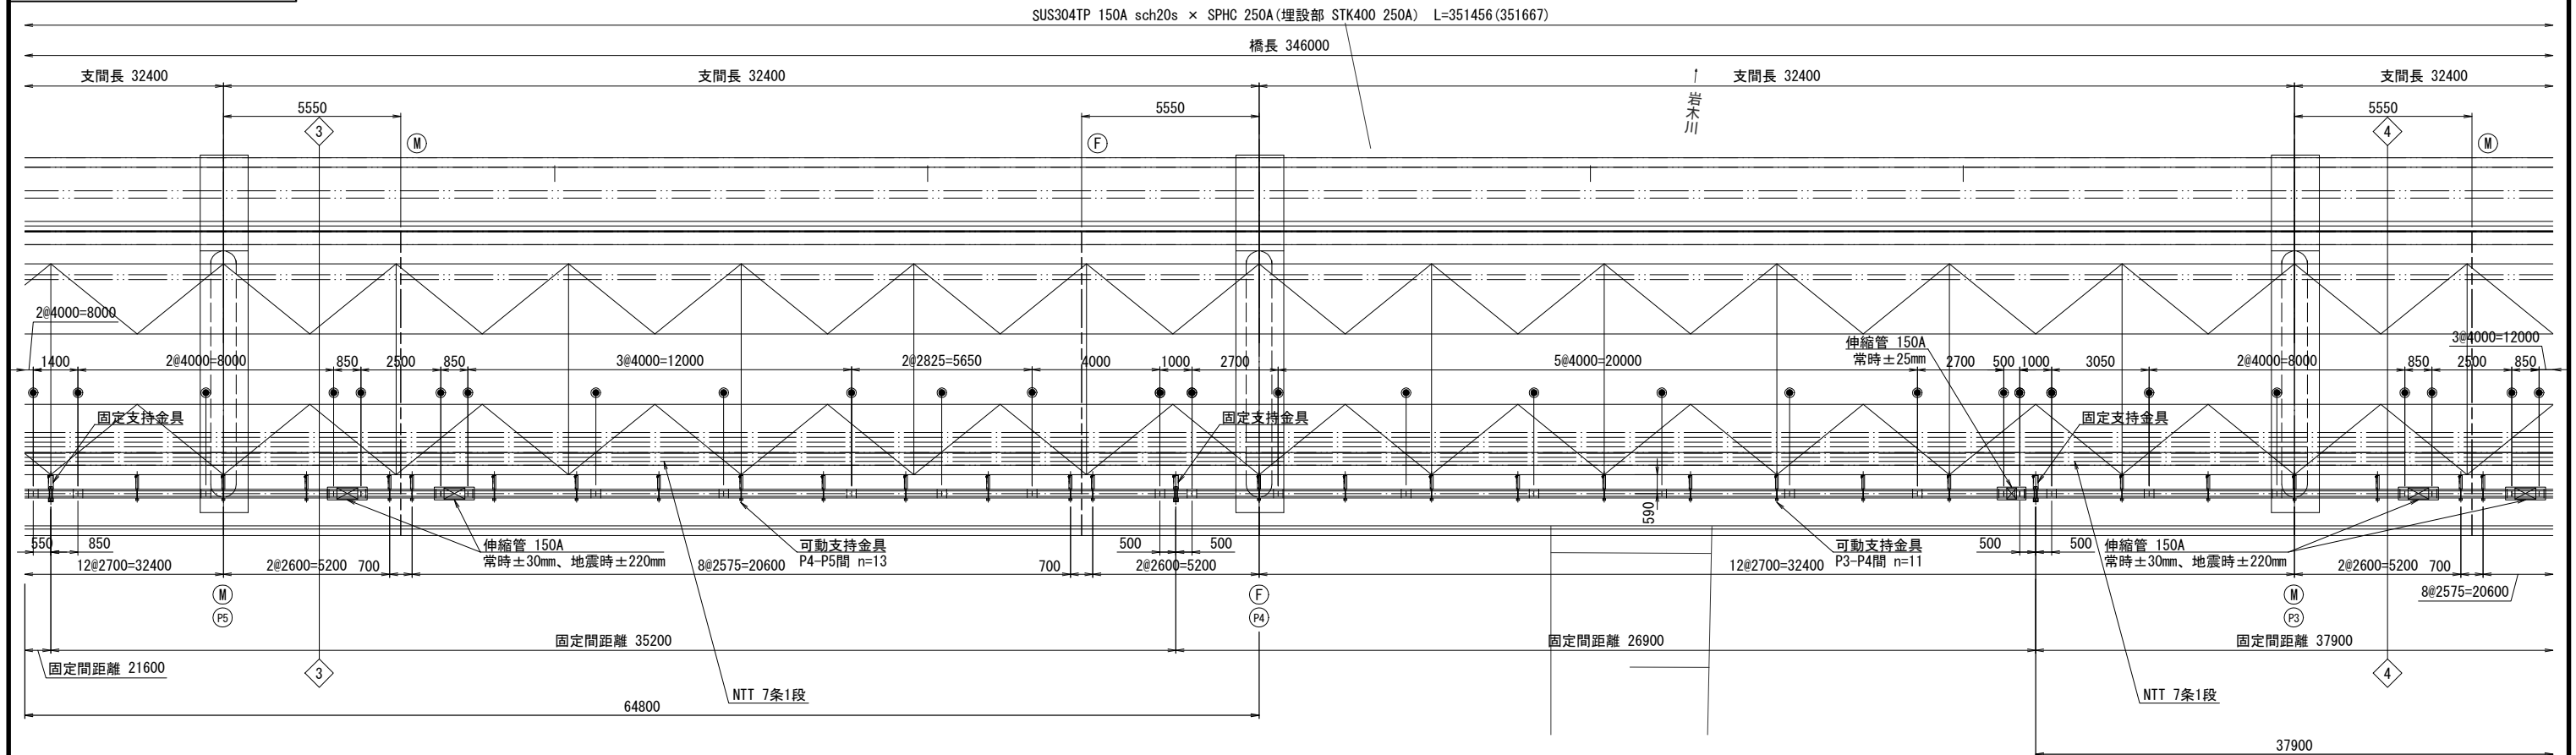 SUS304TP 150A sch20s × SPHC 250A(埋設部 STK400 250A) L=351456(351667)
橋長 346000
支間長 32400
支間長 32400
支間長 32400
支間長 32400
5550
5550
5550
岩木川
3
M
F
4
M
2@4000=8000
1400
2@4000=8000
850
2500
850
3@4000=12000
2@2825=5650
4000
1000
2700
5@4000=20000
伸縮管 150A
常時±25mm
2700
500
1000
3050
2@4000=8000
850
2500
850
3@4000=12000
固定支持金具
固定支持金具
固定支持金具
590
550
850
伸縮管 150A
常時±30mm、地震時±220mm
可動支持金具
P4-P5間 n=13
500
500
可動支持金具
P3-P4間 n=11
500
500
伸縮管 150A
常時±30mm、地震時±220mm
12@2700=32400
2@2600=5200
700
8@2575=20600
700
2@2600=5200
12@2700=32400
2@2600=5200
700
8@2575=20600
M
P5
F
P4
M
P3
固定間距離 35200
固定間距離 26900
固定間距離 37900
固定間距離 21600
3
NTT 7条1段
4
NTT 7条1段
64800
37900